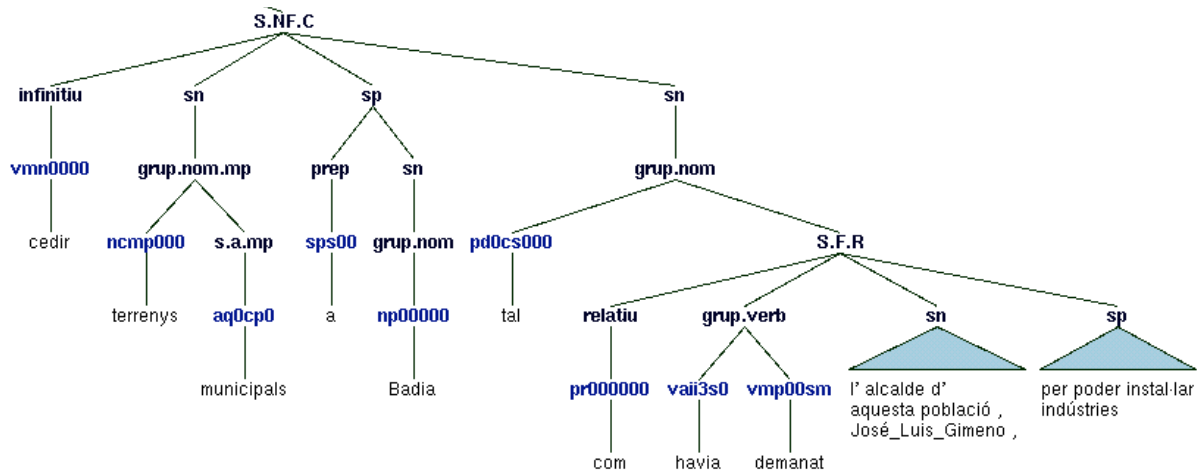 S.NF.C
infinitiu sn sp sn
vmn0000 grup.nom.mp prep sn grup.nom
cedir ncmp000 s.a.mp sps00 grup.nom pd0cs000 S.F.R
terrenys aq0cp0 a np00000 tal relatiu grup.verb sn sp
municipals Badia pr000000 vaii3s0 vmp00sm l' alcalde d' per poder instal·lar
aquesta població , indústries
José_Luis_Gimeno ,
com havia demanat